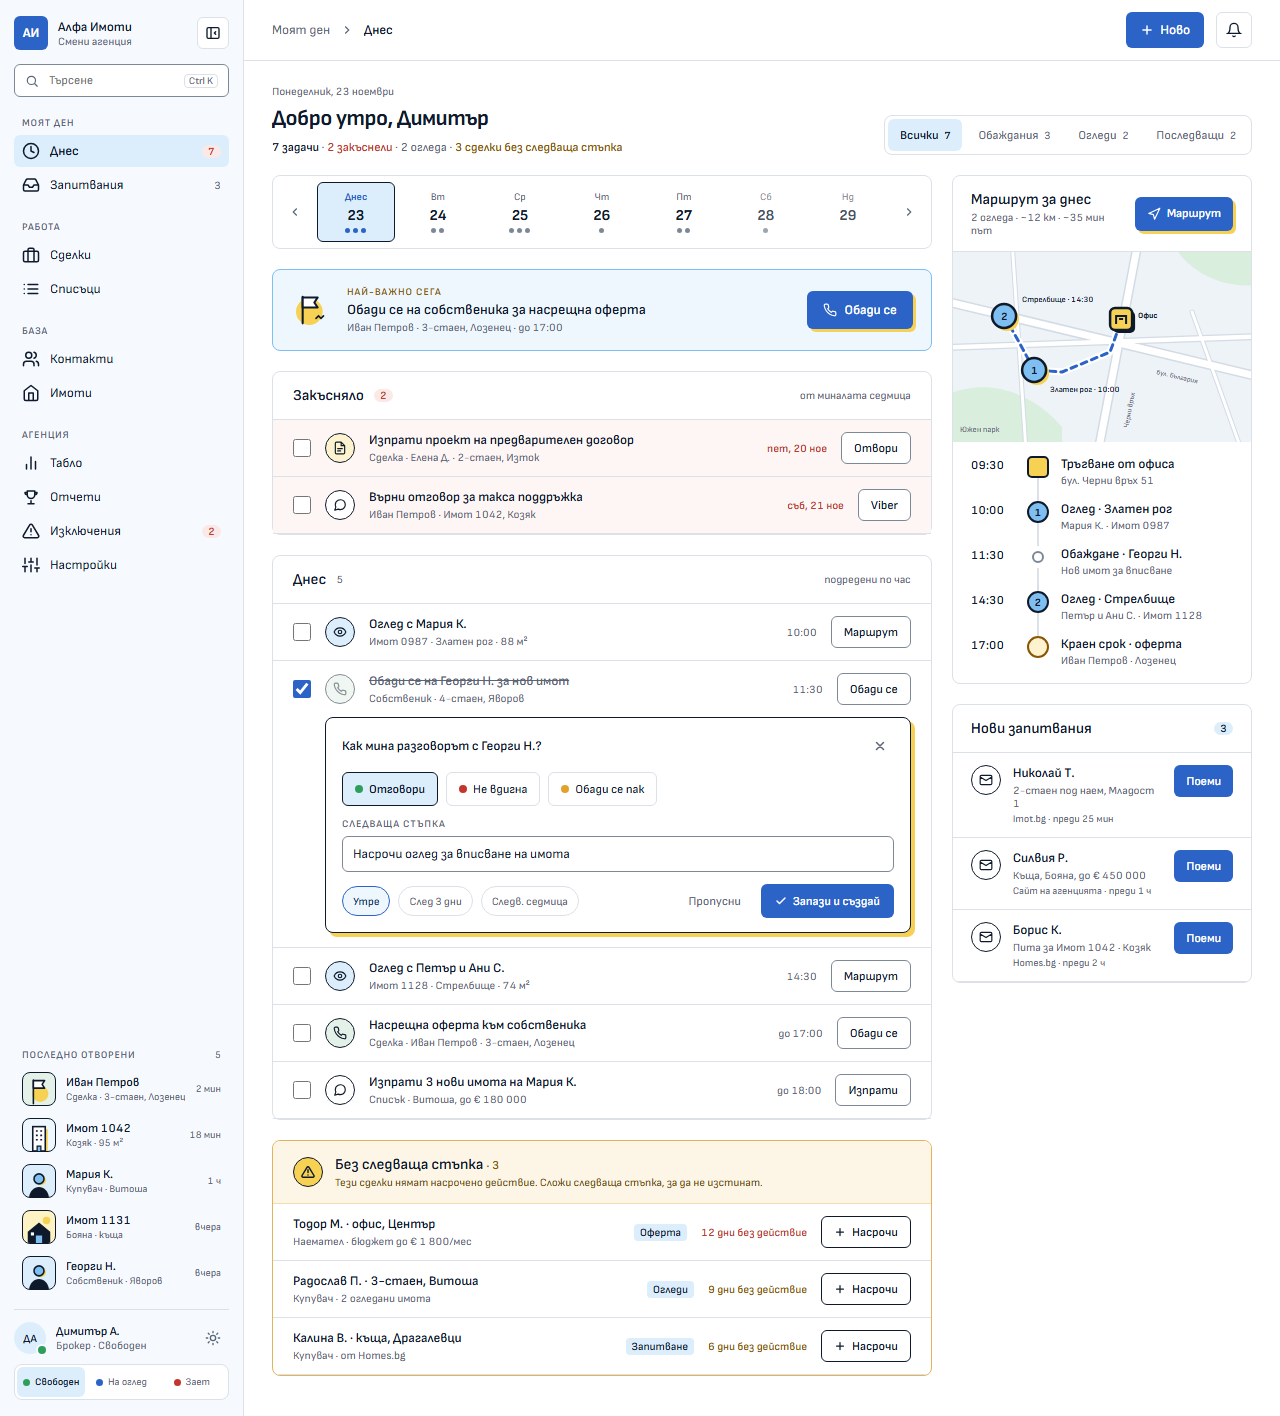 АИ
Алфа Имоти
Смени агенция
Търсене
Ctrl K
МОЯТ ДЕН
Днес 7
Запитвания 3
РАБОТА
Сделки
Списъци
БАЗА
Контакти
Имоти
АГЕНЦИЯ
Табло
Отчети
Изключения 2
Настройки
ПОСЛЕДНО ОТВОРЕНИ 5
Иван Петров
Сделка · 3-стаен, Лозенец
2 мин
Имот 1042
Козяк · 95 м²
18 мин
Мария К.
Купувач · Витоша
1 ч
Имот 1131
Бояна · къща
вчера
Георги Н.
Собственик · Яворов
вчера
ДА
Димитър А.
Брокер · Свободен
Свободен
На оглед
Зает
Моят ден > Днес
+ Ново
Понеделник, 23 ноември
Добро утро, Димитър
7 задачи · 2 закъснели · 2 огледа · 3 сделки без следваща стъпка
Всички 7
Обаждания 3
Огледи 2
Последващи 2
Днес
23
Вт
24
Ср
25
Чт
26
Пт
27
Сб
28
Нд
29
НАЙ-ВАЖНО СЕГА
Обади се на собственика за насрещна оферта
Иван Петров · 3-стаен, Лозенец · до 17:00
Обади се
Закъсняло 2
от миналата седмица
Изпрати проект на предварителен договор
Сделка · Елена Д. · 2-стаен, Изток
пет, 20 ное
Отвори
Върни отговор за такса поддръжка
Иван Петров · Имот 1042, Козяк
съб, 21 ное
Viber
Днес 5
подредени по час
Оглед с Мария К.
Имот 0987 · Златен рог · 88 м²
10:00
Маршрут
Обади се на Георги Н. за нов имот
Собственик · 4-стаен, Яворов
11:30
Обади се
Как мина разговорът с Георги Н.?
Отговори
Не вдигна
Обади се пак
СЛЕДВАЩА СТЪПКА
Насрочи оглед за вписване на имота
Утре
След 3 дни
Следв. седмица
Пропусни
Запази и създай
Оглед с Петър и Ани С.
Имот 1128 · Стрелбище · 74 м²
14:30
Маршрут
Насрещна оферта към собственика
Сделка · Иван Петров · 3-стаен, Лозенец
до 17:00
Обади се
Изпрати 3 нови имота на Мария К.
Списък · Витоша, до € 180 000
до 18:00
Изпрати
Без следваща стъпка · 3
Тези сделки нямат насрочено действие. Сложи следваща стъпка, за да не изстинат.
Тодор М. · офис, Център
Наемател · бюджет до € 1 800/мес
Оферта
12 дни без действие
+ Насрочи
Радослав П. · 3-стаен, Витоша
Купувач · 2 огледани имота
Огледи
9 дни без действие
+ Насрочи
Калина В. · къща, Драгалевци
Купувач · от Homes.bg
Запитване
6 дни без действие
+ Насрочи
Маршрут за днес
2 огледа · ~12 км · ~35 мин
път
Маршрут
Стрелбище · 14:30
2
Офис
1
Златен рог · 10:00
бул. България
Черни връх
Южен парк
09:30
Тръгване от офиса
бул. Черни връх 51
10:00
1
Оглед · Златен рог
Мария К. · Имот 0987
11:30
Обаждане · Георги Н.
Нов имот за вписване
14:30
2
Оглед · Стрелбище
Петър и Ани С. · Имот 1128
17:00
Краен срок · оферта
Иван Петров · Лозенец
Нови запитвания 3
Николай Т.
2-стаен под наем, Младост
1
Imot.bg · преди 25 мин
Поеми
Силвия Р.
Къща, Бояна, до € 450 000
Сайт на агенцията · преди 1 ч
Поеми
Борис К.
Пита за Имот 1042 · Козяк
Homes.bg · преди 2 ч
Поеми